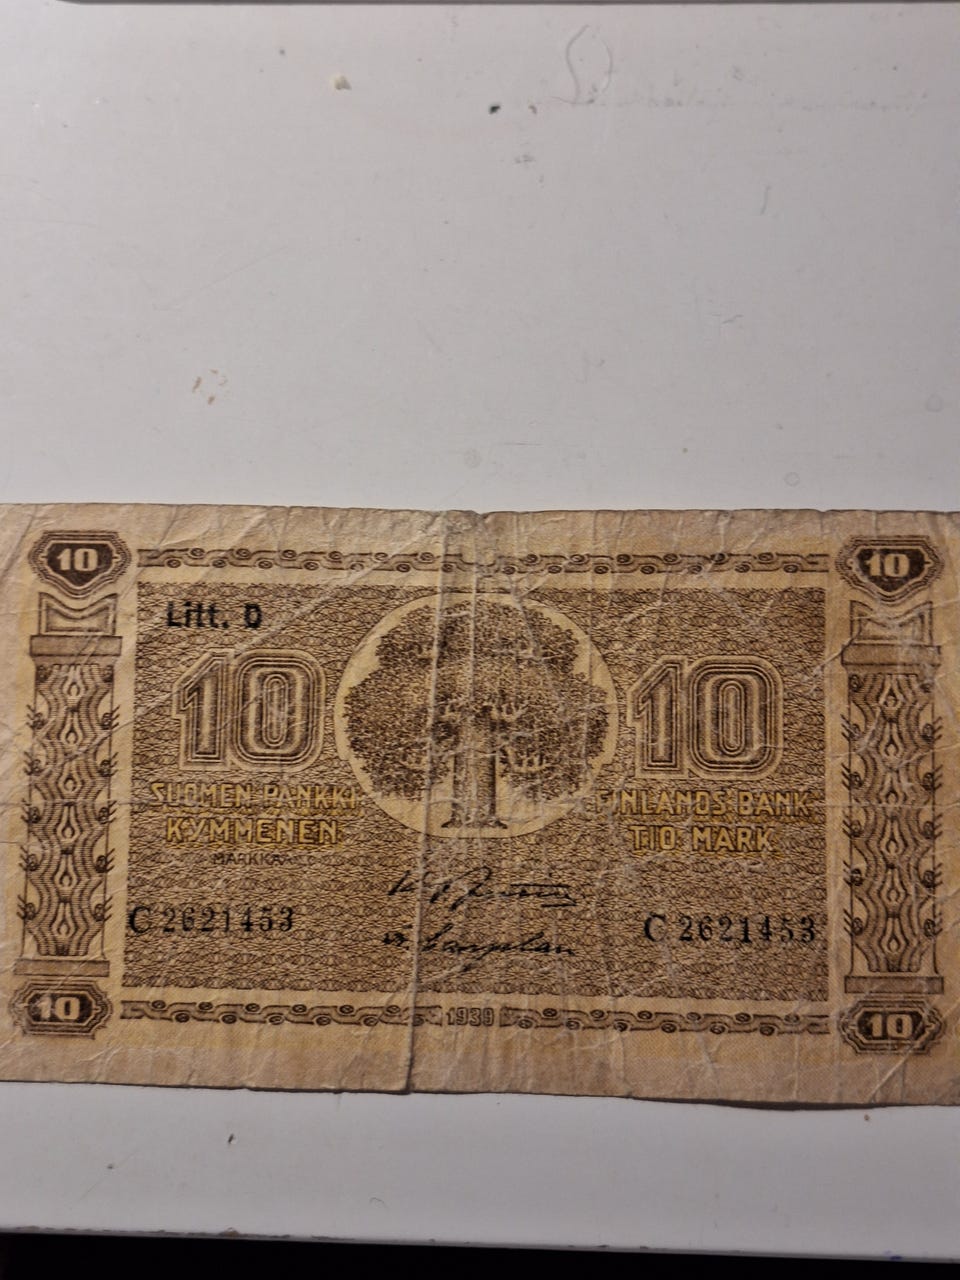 10 10
Litt. D
10 10
SUOMEN PANKKI FINLANDS BANK
KYMMENEN TIO MARK
MARKKAA
C 2621453 C 2621453
10 1939 10